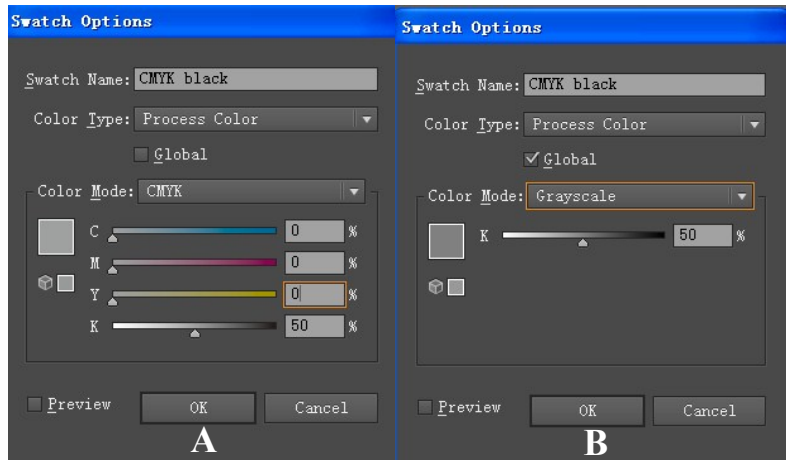 Swatch Options
Swatch Name: CMYK black
Color Type: Process Color
Global
Color Mode: CMYK
C 0 %
M 0 %
Y 0 %
K 50 %
Preview OK Cancel
A
Swatch Options
Swatch Name: CMYK black
Color Type: Process Color
Global
Color Mode: Grayscale
K 50 %
Preview OK Cancel
B